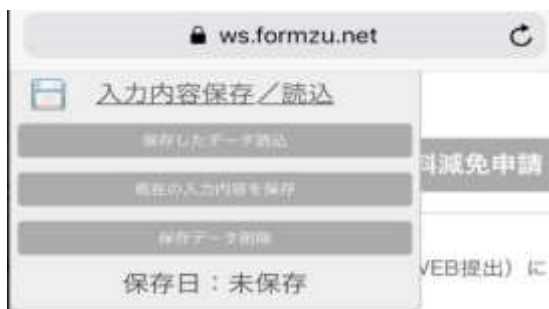 ws.formzu.net
入力内容保存／読込
保存したデータ読込
現在の入力内容を保存
保存データ削除
保存日：未保存
料減免申請
WEB提出）に